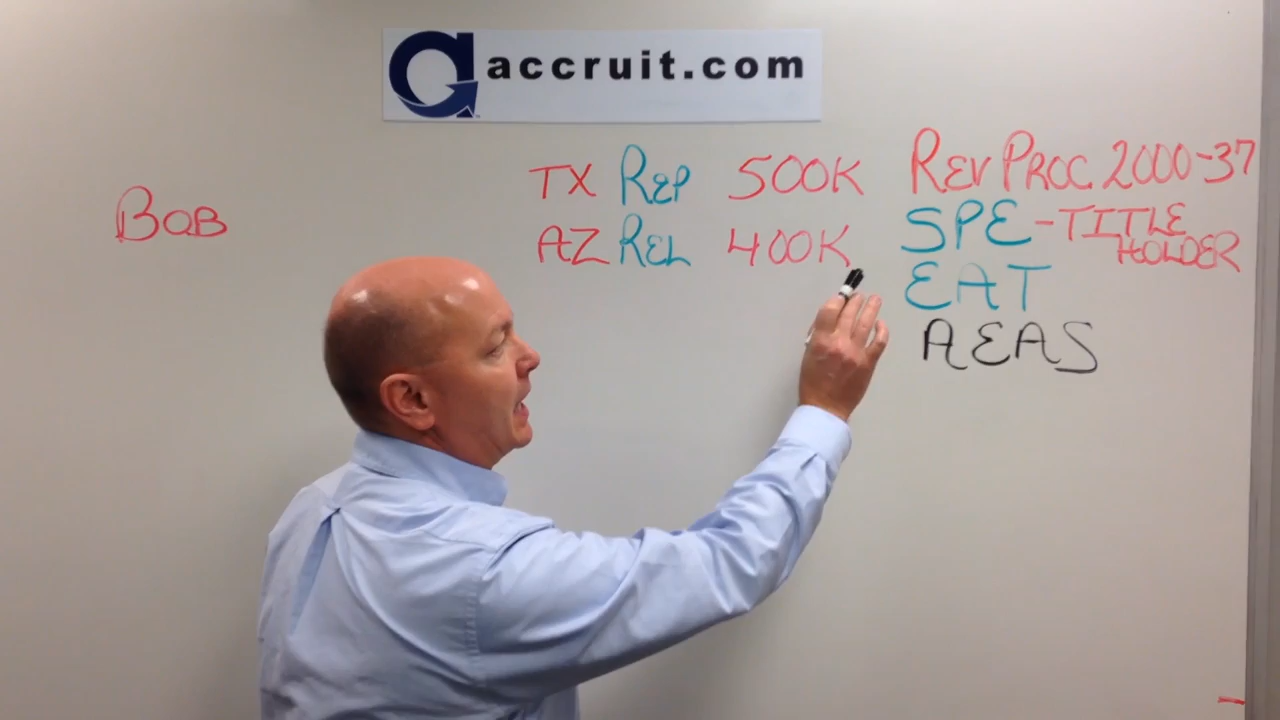 accruit.com
BOB
TX REP 500K
AZ REL 400K
REV PROC. 2000-37
SPE - TITLE HOLDER
EAT
AEAS